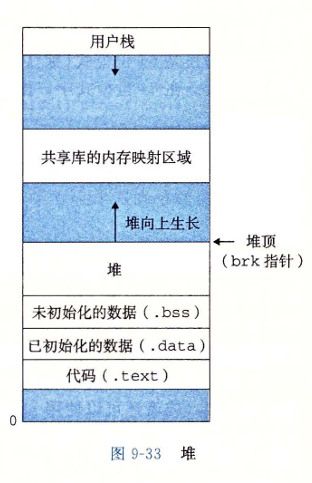 用户栈
共享库的内存映射区域
堆向上生长
堆顶
（brk 指针）
堆
未初始化的数据（.bss）
已初始化的数据（.data）
代码（.text）
0
图 9-33 堆